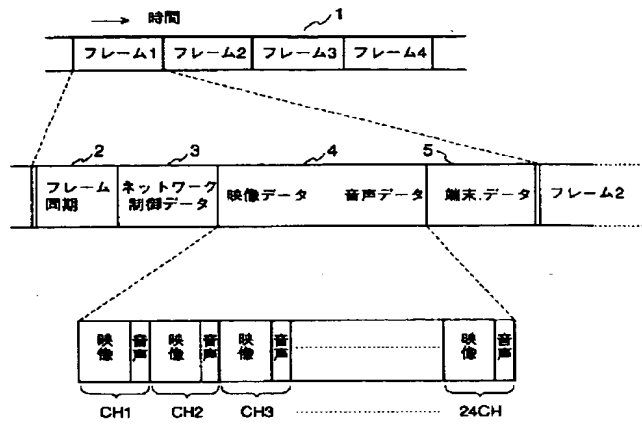 時間
1
フレーム1 フレーム2 フレーム3 フレーム4
2 3 4 5
フレーム同期
ネットワーク制御データ
映像データ 音声データ
端末.データ
フレーム2
映像 音声 映像 音声 映像 音声 映像 音声
CH1 CH2 CH3 24CH